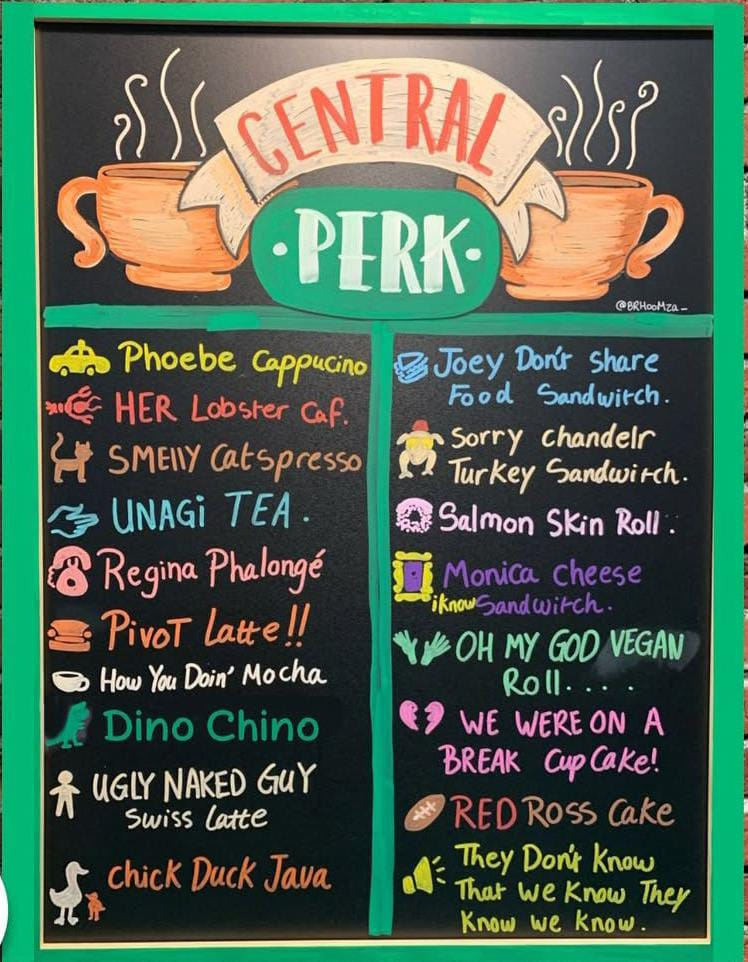 CENTRAL
·PERK·
@BRHooMza_
Phoebe Cappucino
HER Lobster Caf.
SMEllY Catspresso
UNAGi TEA .
Regina Phalongé
PivoT Latte!!
How You Doin' Mocha
Dino Chino
UGLY NAKED GUY
Swiss Latte
chick Duck Java
Joey Don't share
Food Sandwitch.
Sorry chandelr
Turkey Sandwitch.
Salmon Skin Roll .
Monica cheese
iknow Sandwitch.
OH MY GOD VEGAN
Roll....
WE WERE ON A
BREAK CupCake!
RED Ross Cake
They Don't Know
That We Know They
Know we know .